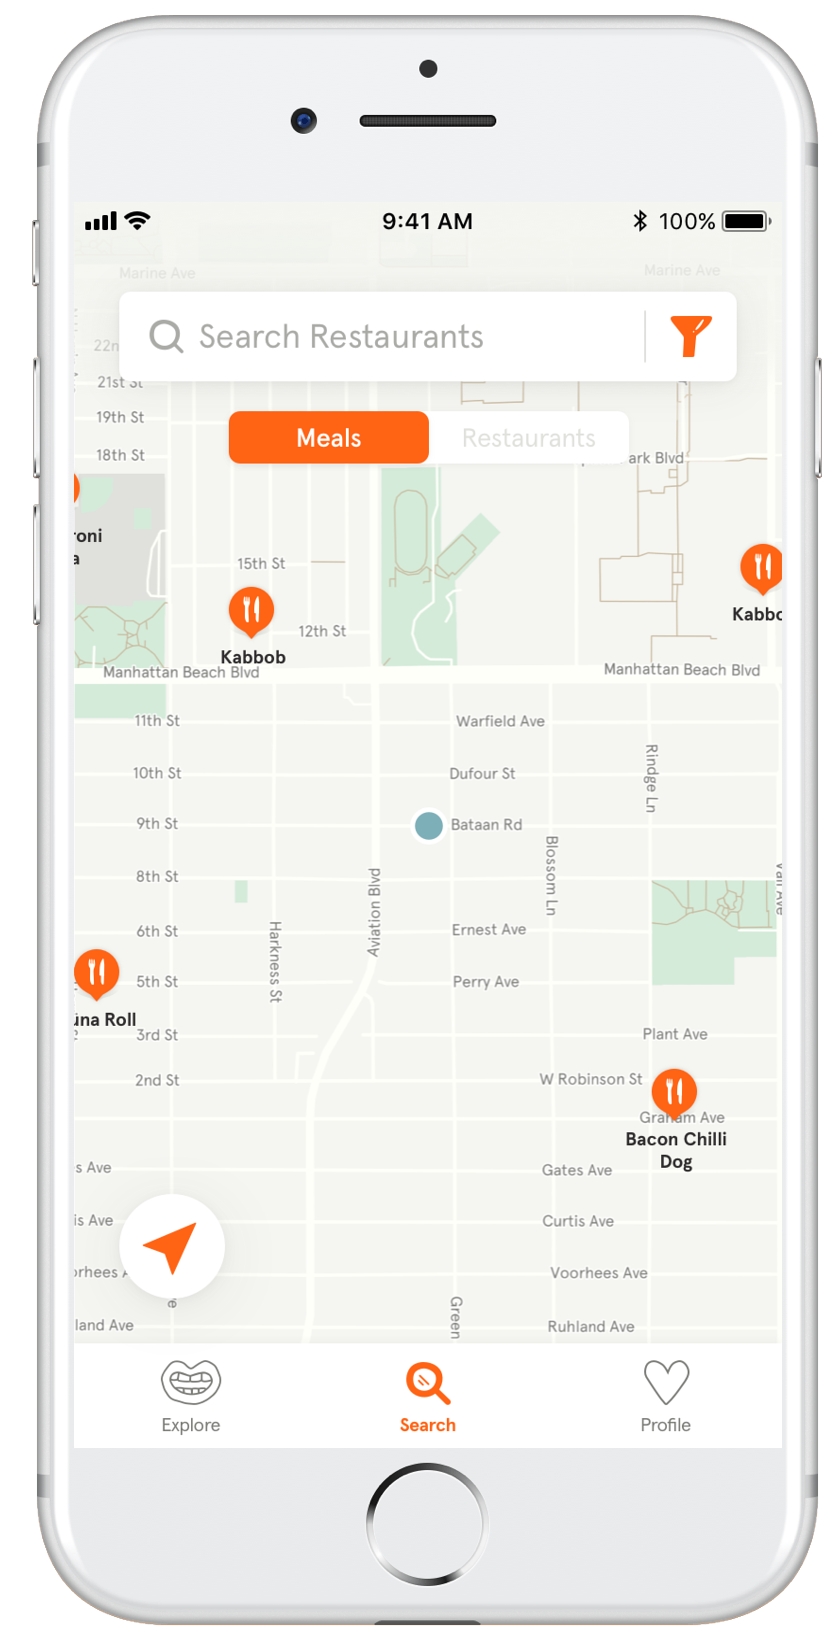 9:41 AM
100%
Marine Ave
Marine Ave
Search Restaurants
21st St
19th St
Meals
Restaurants
18th St
ark Blvd
roni
a
15th St
Kabbob
12th St
Kabbo
Manhattan Beach Blvd
Manhattan Beach Blvd
11th St
Warfield Ave
10th St
Dufour St
Rindge Ln
9th St
Bataan Rd
8th St
Blossom Ln
Aviation Blvd
6th St
Ernest Ave
Harkness St
5th St
Perry Ave
una Roll
3rd St
Plant Ave
2nd St
W Robinson St
Graham Ave
Bacon Chilli
Dog
s Ave
Gates Ave
is Ave
Curtis Ave
orhees A
Voorhees Ave
Green
land Ave
Ruhland Ave
Explore
Search
Profile